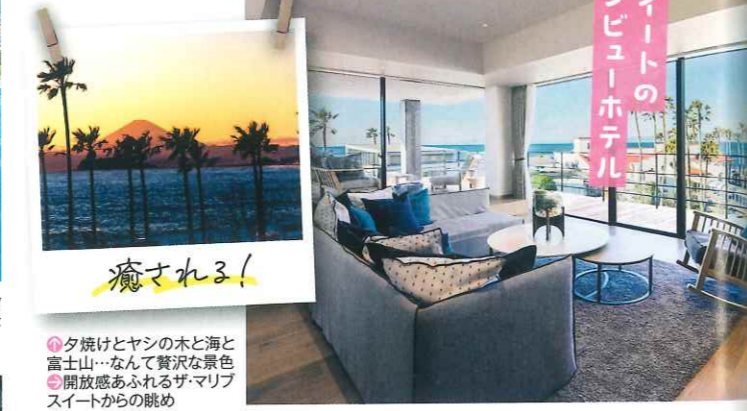 イートの
ビューホテル
癒される!
⬆夕焼けとヤシの木と海と
富士山…なんて贅沢な景色
➡開放感あふれるザ・マリブ
スイートからの眺め